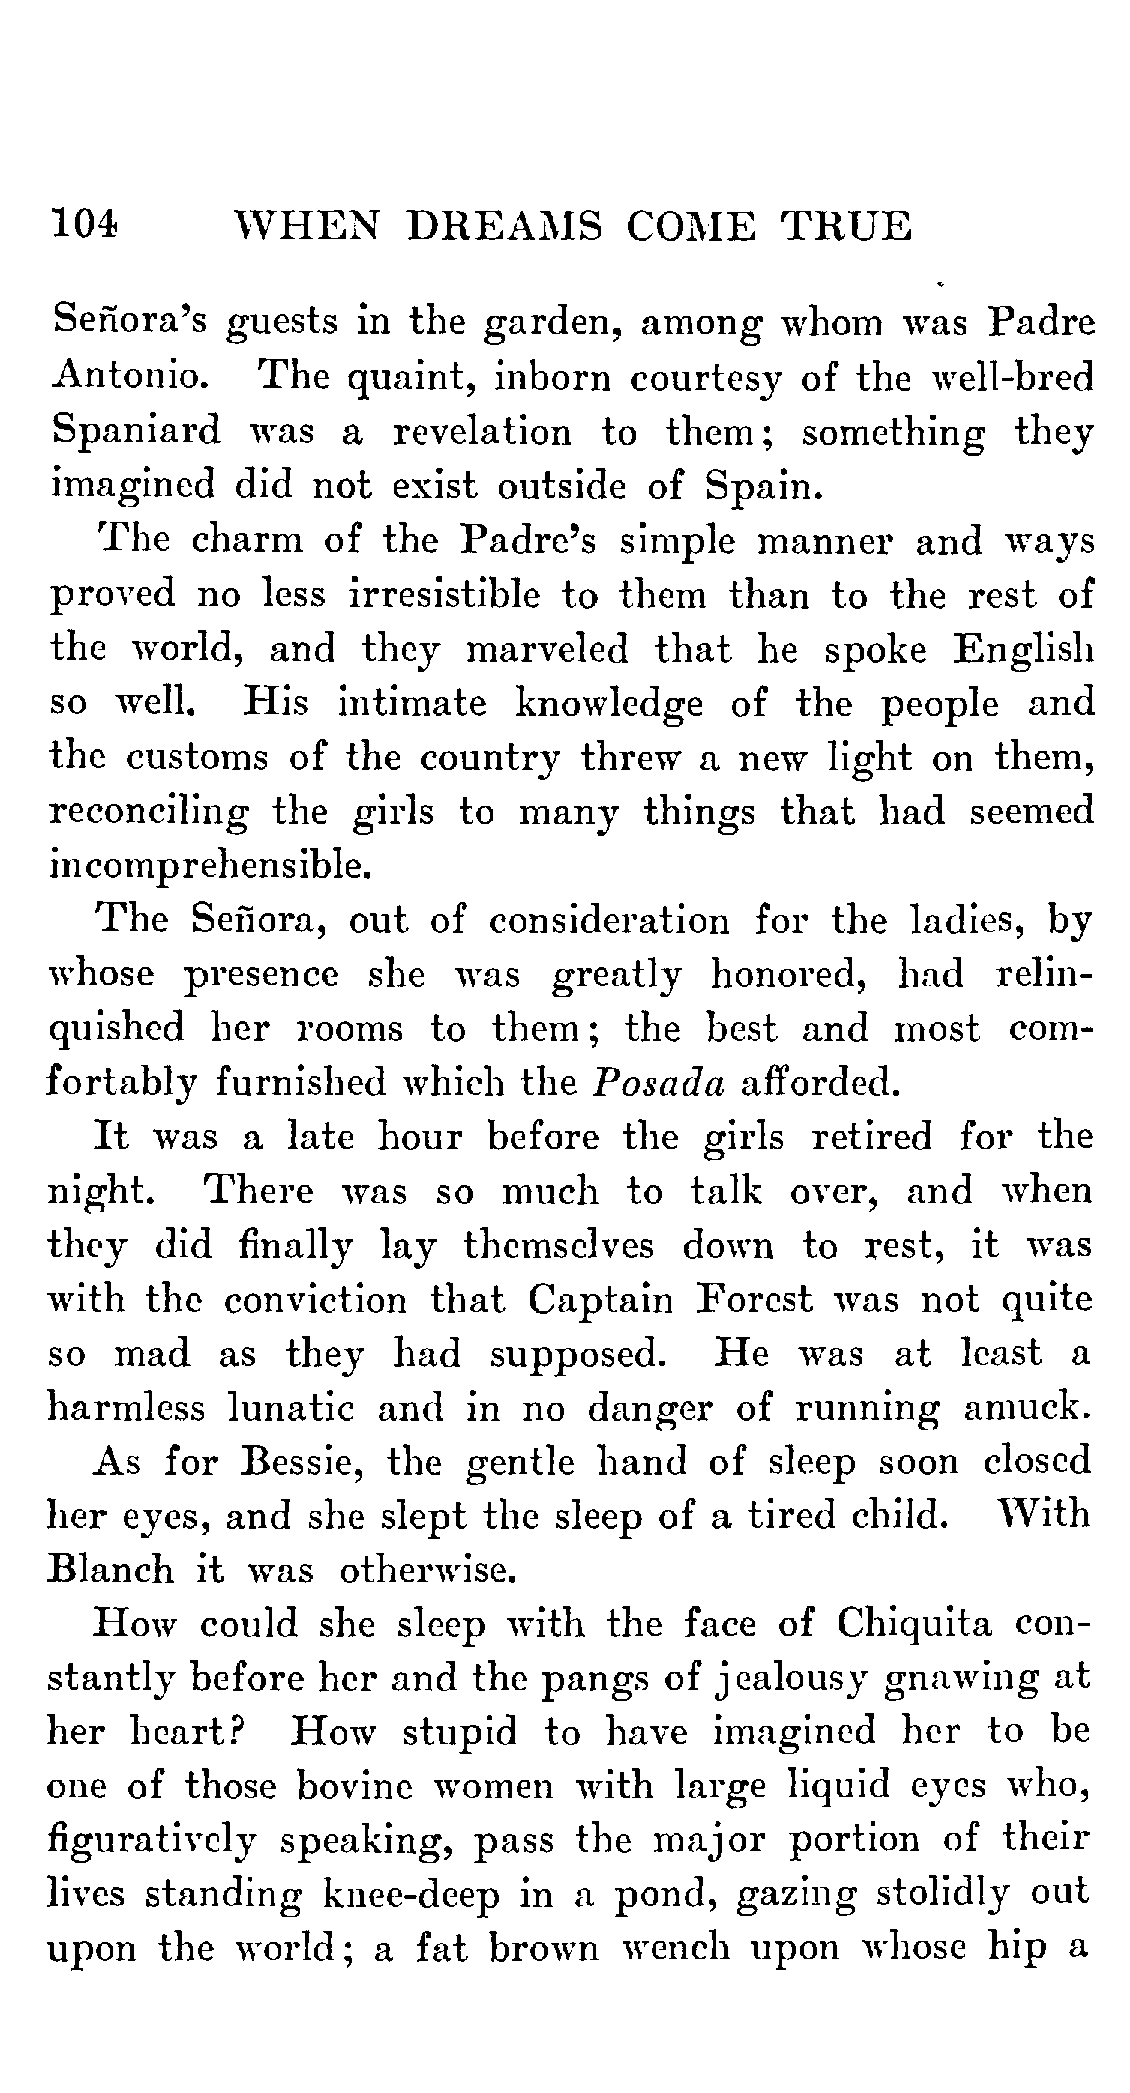 104 WHEN DREAMS COME TRUE
Señora's guests in the garden, among whom was Padre
Antonio. The quaint, inborn courtesy of the well-bred
Spaniard was a revelation to them; something they
imagined did not exist outside of Spain.
The charm of the Padre's simple manner and ways
proved no less irresistible to them than to the rest of
the world, and they marveled that he spoke English
so well. His intimate knowledge of the people and
the customs of the country threw a new light on them,
reconciling the girls to many things that had seemed
incomprehensible.
The Señora, out of consideration for the ladies, by
whose presence she was greatly honored, had relin-
quished her rooms to them; the best and most com-
fortably furnished which the Posada afforded.
It was a late hour before the girls retired for the
night. There was so much to talk over, and when
they did finally lay themselves down to rest, it was
with the conviction that Captain Forest was not quite
so mad as they had supposed. He was at least a
harmless lunatic and in no danger of running amuck.
As for Bessie, the gentle hand of sleep soon closed
her eyes, and she slept the sleep of a tired child. With
Blanch it was otherwise.
How could she sleep with the face of Chiquita con-
stantly before her and the pangs of jealousy gnawing at
her heart? How stupid to have imagined her to be
one of those bovine women with large liquid eyes who,
figuratively speaking, pass the major portion of their
lives standing knee-deep in a pond, gazing stolidly out
upon the world; a fat brown wench upon whose hip a